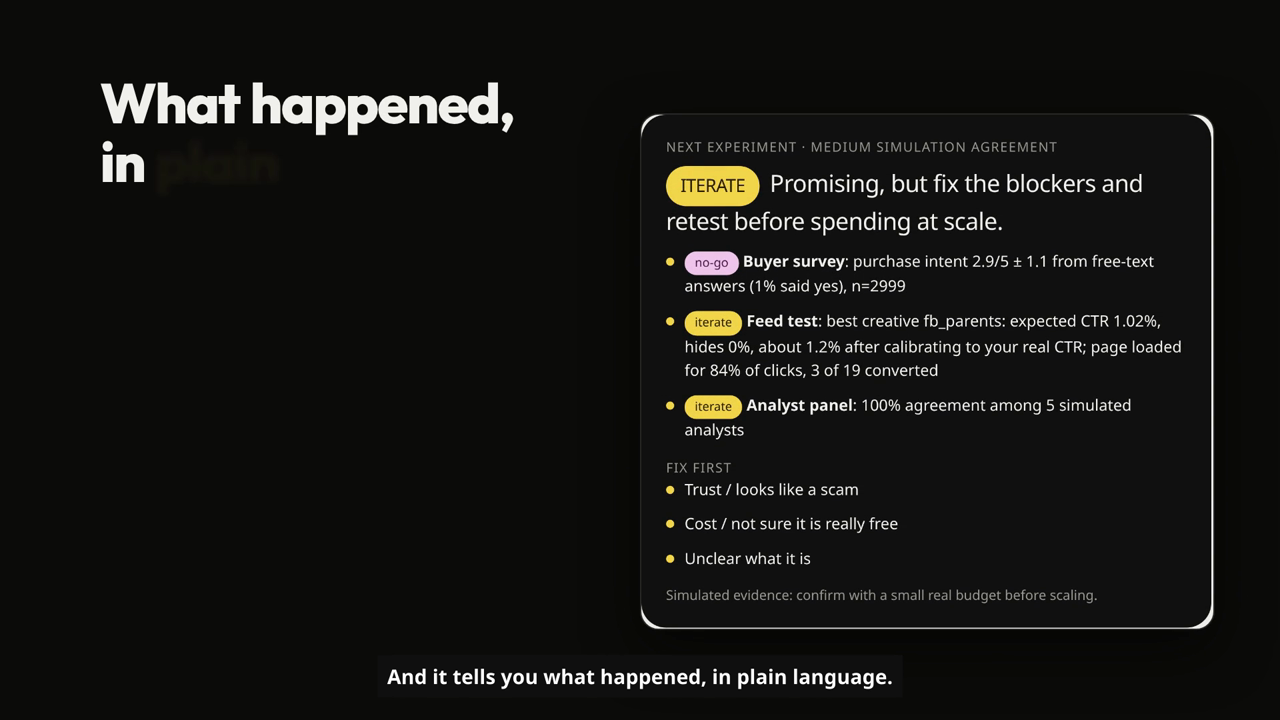 What happened,
in plain
NEXT EXPERIMENT · MEDIUM SIMULATION AGREEMENT
ITERATE Promising, but fix the blockers and
retest before spending at scale.
no-go Buyer survey: purchase intent 2.9/5 ± 1.1 from free-text
answers (1% said yes), n=2999
iterate Feed test: best creative fb_parents: expected CTR 1.02%,
hides 0%, about 1.2% after calibrating to your real CTR; page loaded
for 84% of clicks, 3 of 19 converted
iterate Analyst panel: 100% agreement among 5 simulated
analysts
FIX FIRST
Trust / looks like a scam
Cost / not sure it is really free
Unclear what it is
Simulated evidence: confirm with a small real budget before scaling.
And it tells you what happened, in plain language.